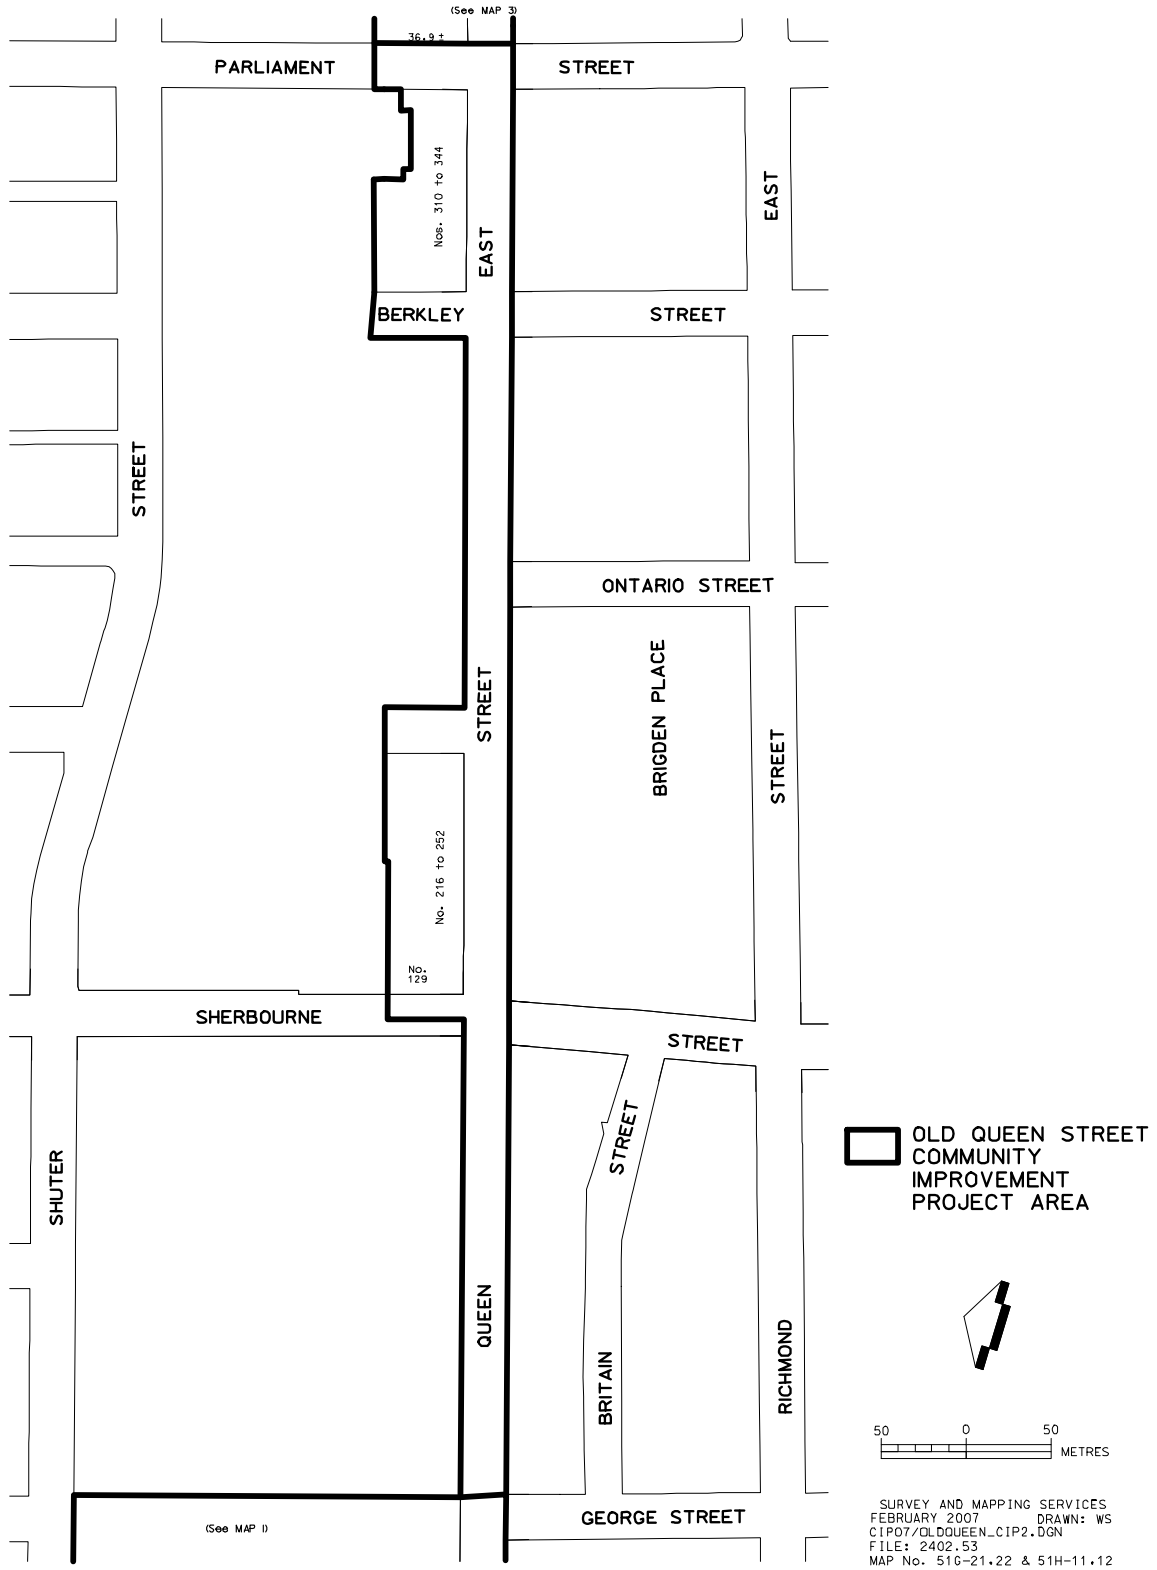 (See MAP 3)
36.9 ±
PARLIAMENT STREET
Nos. 310 to 344
EAST
EAST
BERKLEY STREET
STREET
ONTARIO STREET
BRIGDEN PLACE
STREET
STREET
No. 216 to 252
No.
129
SHERBOURNE STREET
STREET
SHUTER
QUEEN
BRITAIN
RICHMOND
GEORGE STREET
(See MAP 1)
OLD QUEEN STREET
COMMUNITY
IMPROVEMENT
PROJECT AREA
50 0 50
METRES
SURVEY AND MAPPING SERVICES
FEBRUARY 2007 DRAWN: WS
CIP07/OLDQUEEN_CIP2.DGN
FILE: 2402.53
MAP No. 51G-21.22 & 51H-11.12